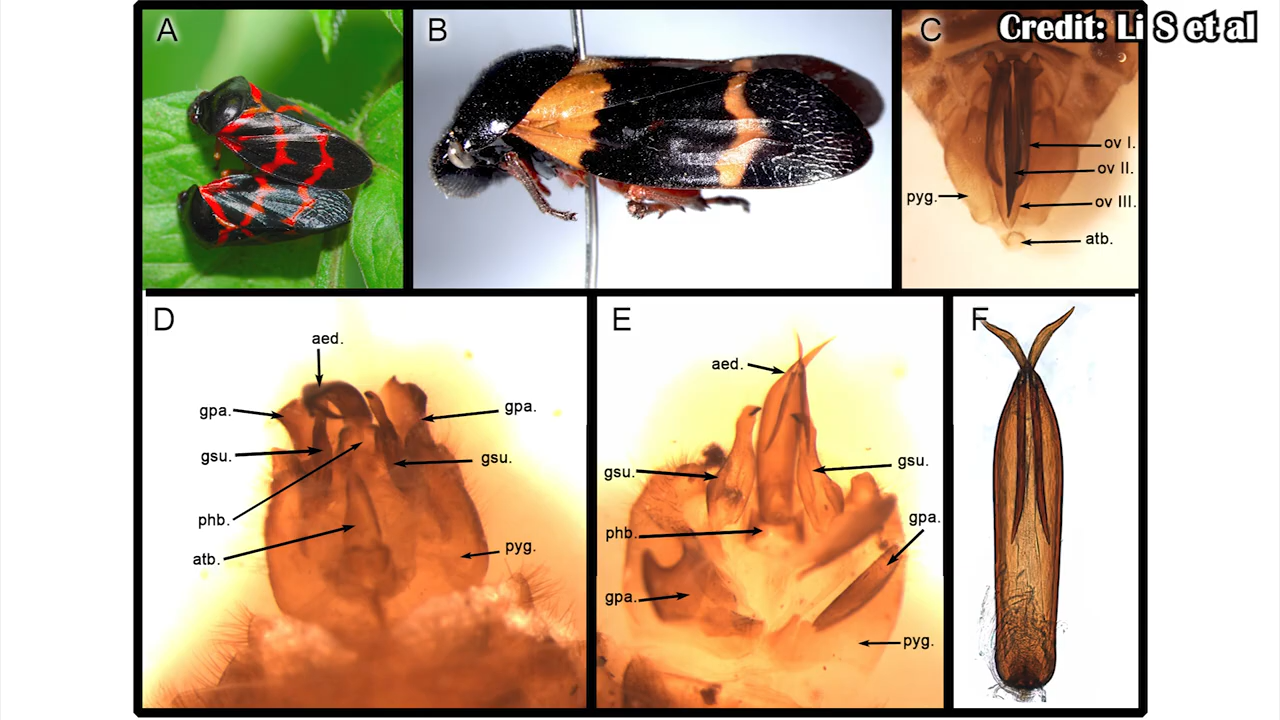 A
B
C
Credit: Li S et al
ov I.
ov II.
pyg.
ov III.
atb.
D
aed.
gpa.
gpa.
gsu.
gsu.
phb.
atb.
pyg.
E
aed.
gsu.
gsu.
phb.
gpa.
gpa.
pyg.
F